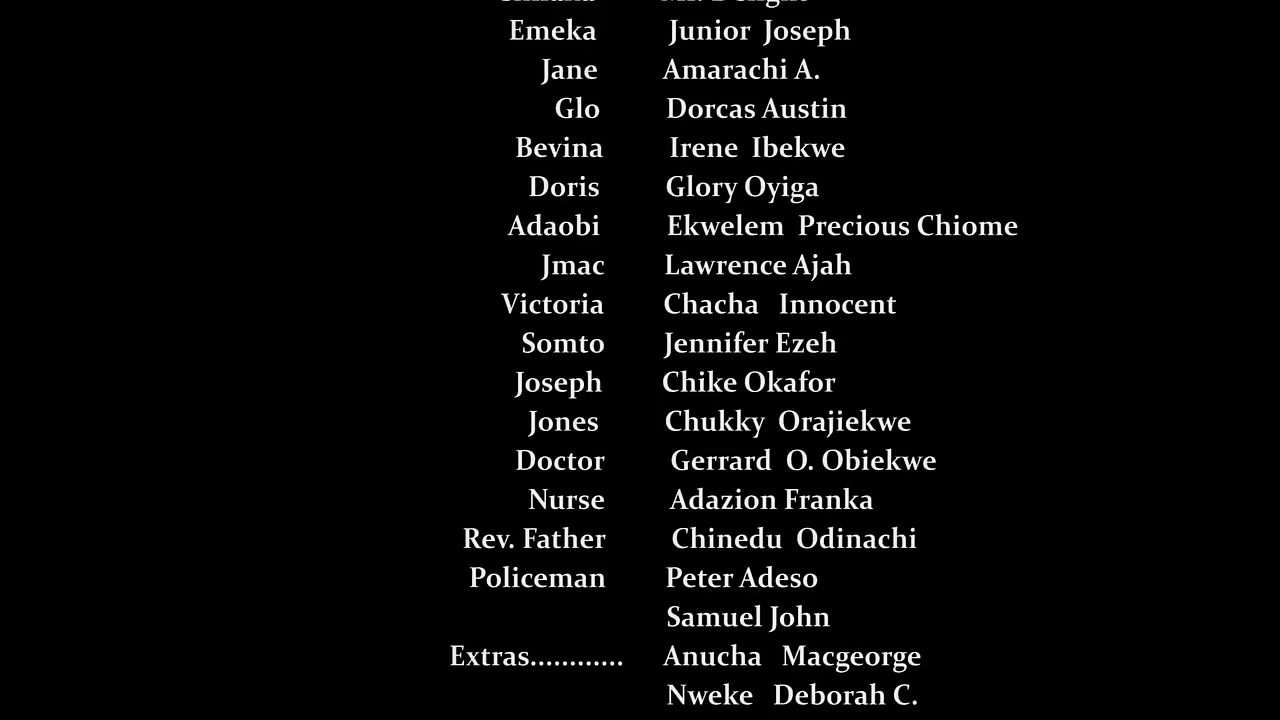 Emeka Junior Joseph
Jane Amarachi A.
Glo Dorcas Austin
Bevina Irene Ibekwe
Doris Glory Oyiga
Adaobi Ekwelem Precious Chiome
Jmac Lawrence Ajah
Victoria Chacha Innocent
Somto Jennifer Ezeh
Joseph Chike Okafor
Jones Chukky Orajiekwe
Doctor Gerrard O. Obiekwe
Nurse Adazion Franka
Rev. Father Chinedu Odinachi
Policeman Peter Adeso
Samuel John
Extras............ Anucha Macgeorge
Nweke Deborah C.